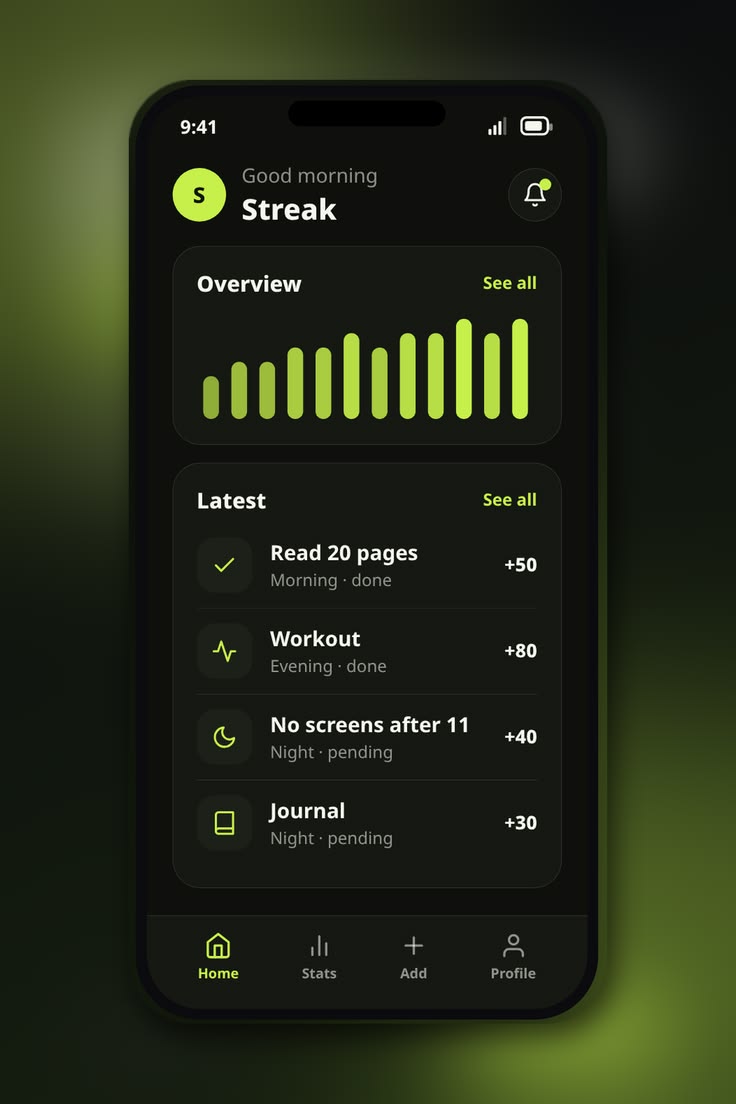 9:41
S
Good morning
Streak
Overview
See all
Latest
See all
Read 20 pages
Morning · done
+50
Workout
Evening · done
+80
No screens after 11
Night · pending
+40
Journal
Night · pending
+30
Home
Stats
Add
Profile